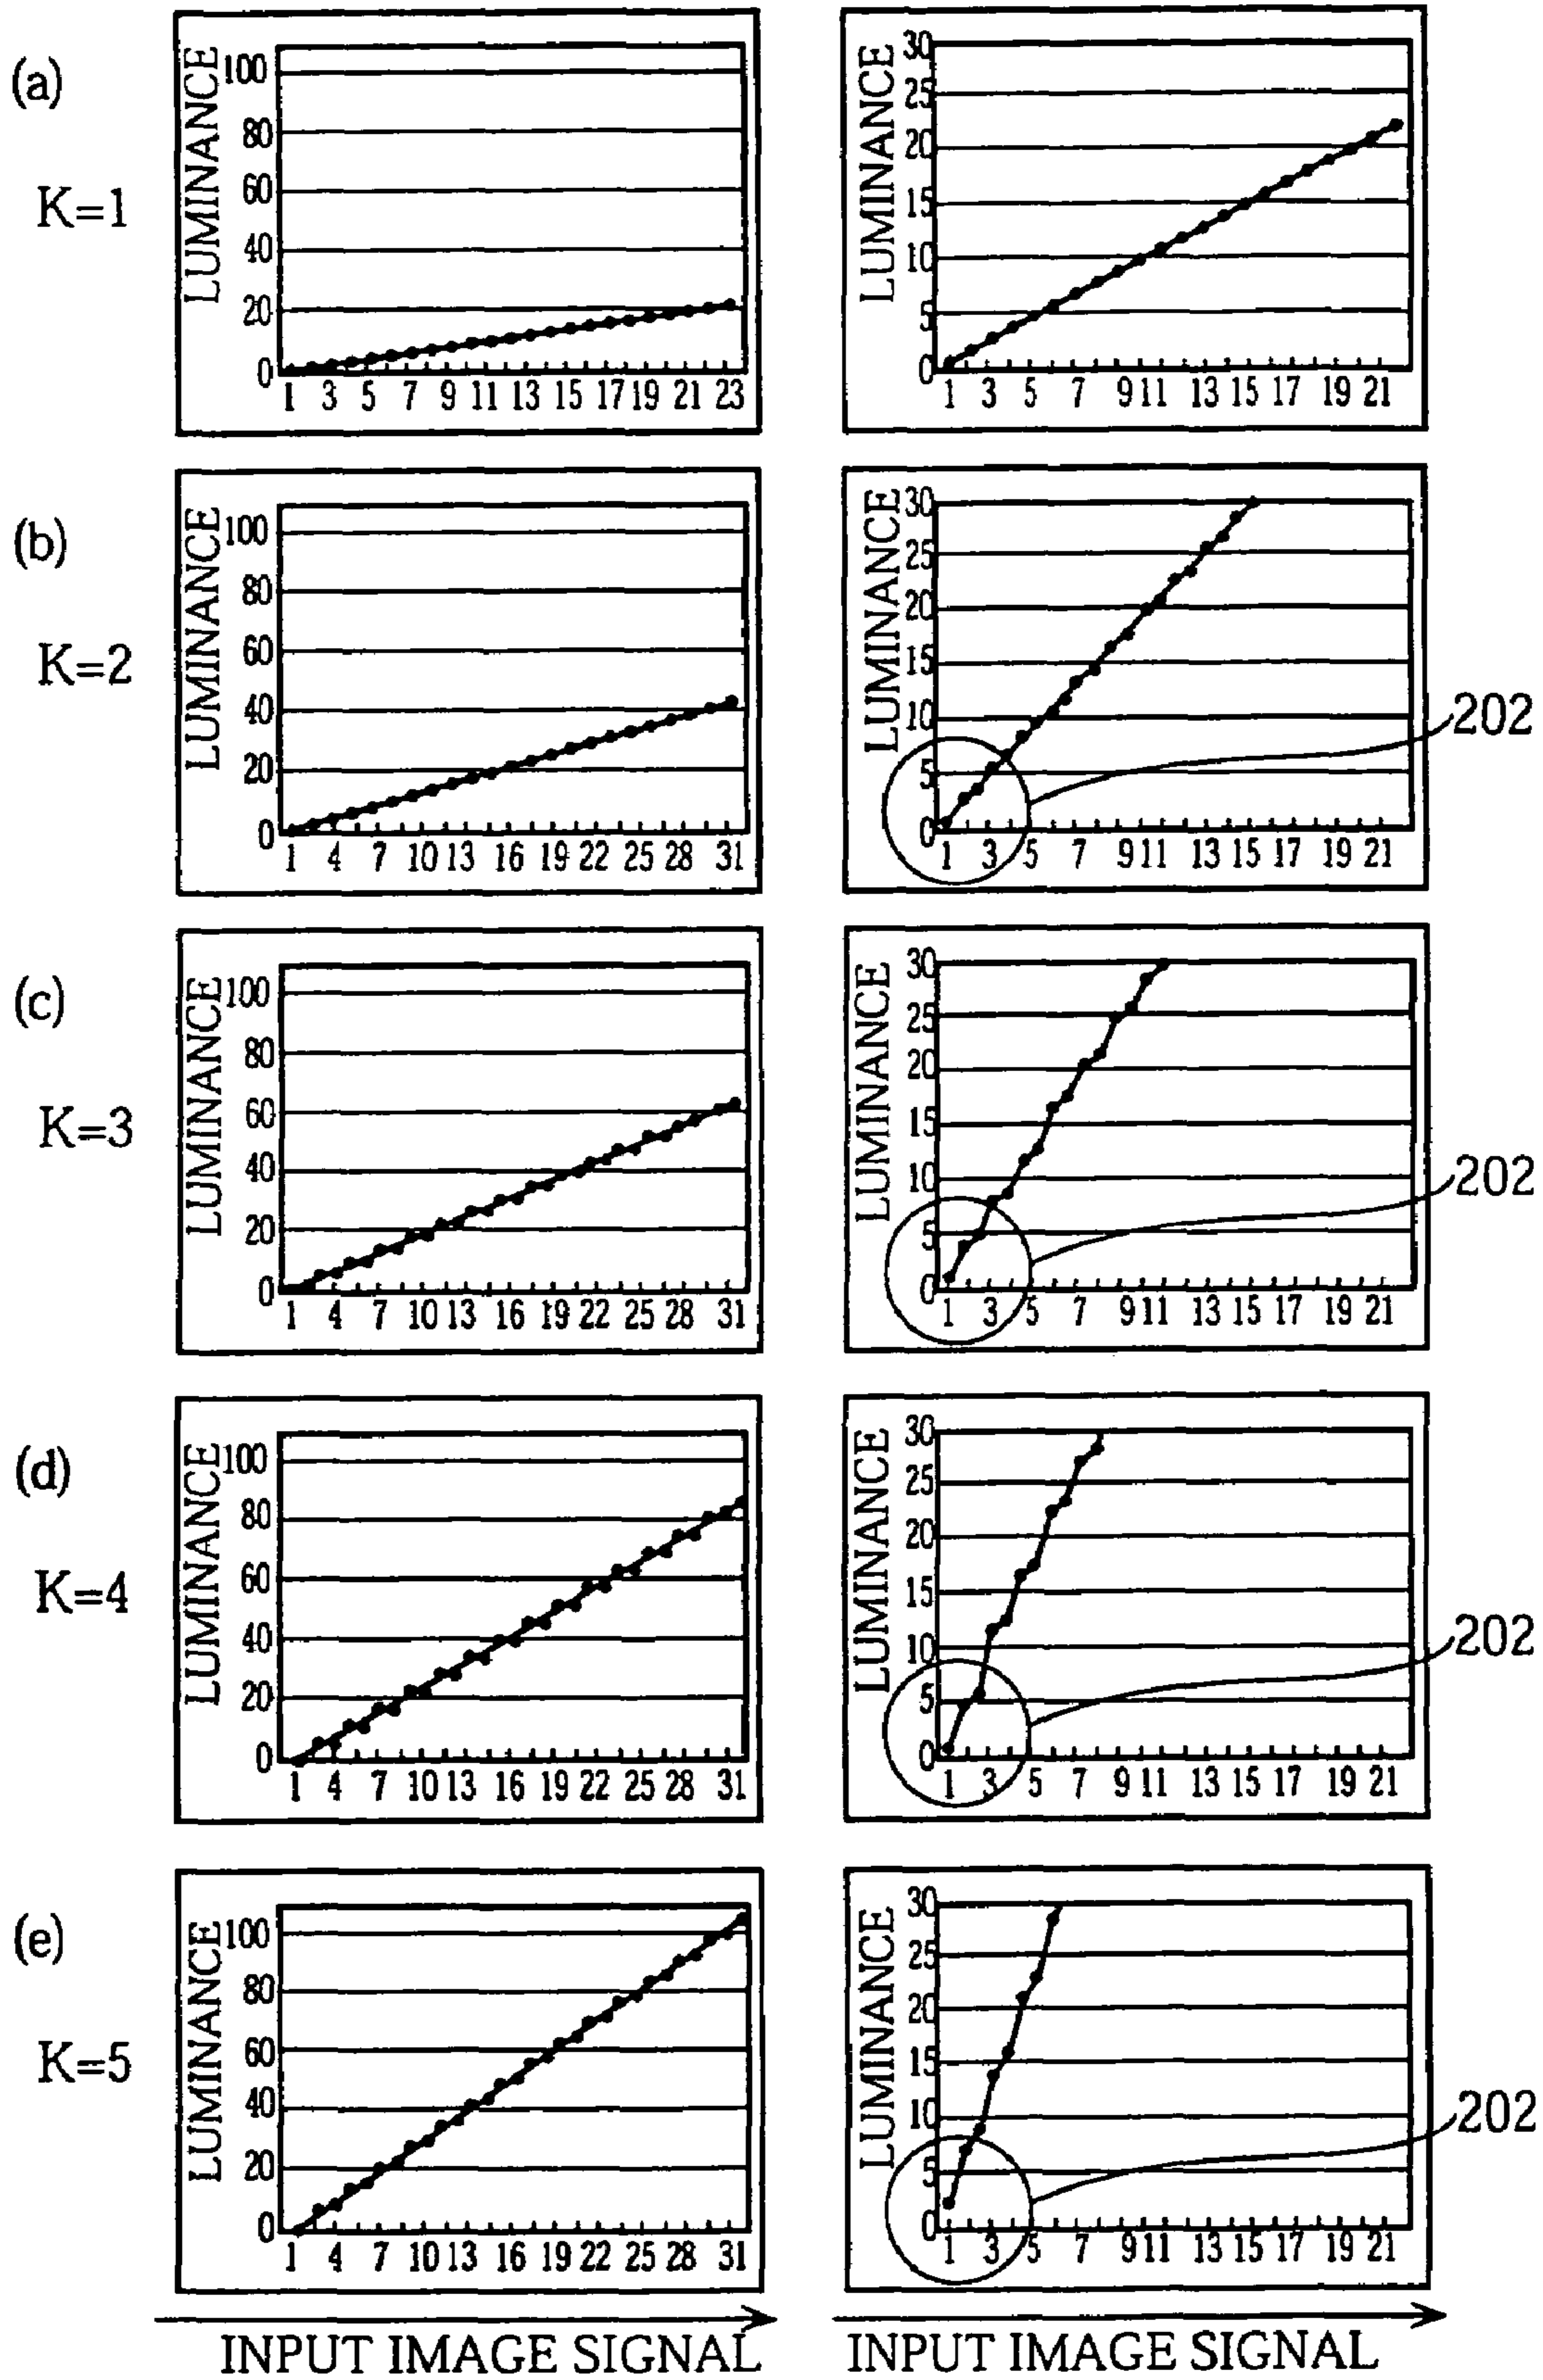 (a)
K=1
LUMINANCE
100
80
60
40
20
0
1 3 5 7 9 11 13 15 17 19 21 23
LUMINANCE
30
25
20
15
10
5
0
1 3 5 7 9 11 13 15 17 19 21
(b)
K=2
LUMINANCE
100
80
60
40
20
0
1 4 7 10 13 16 19 22 25 28 31
LUMINANCE
30
25
20
15
10
5
0
1 3 5 7 9 11 13 15 17 19 21
202
(c)
K=3
LUMINANCE
100
80
60
40
20
0
1 4 7 10 13 16 19 22 25 28 31
LUMINANCE
30
25
20
15
10
5
0
1 3 5 7 9 11 13 15 17 19 21
202
(d)
K=4
LUMINANCE
100
80
60
40
20
0
1 4 7 10 13 16 19 22 25 28 31
LUMINANCE
30
25
20
15
10
5
0
1 3 5 7 9 11 13 15 17 19 21
202
(e)
K=5
LUMINANCE
100
80
60
40
20
0
1 4 7 10 13 16 19 22 25 28 31
LUMINANCE
30
25
20
15
10
5
0
1 3 5 7 9 11 13 15 17 19 21
202
INPUT IMAGE SIGNAL
INPUT IMAGE SIGNAL